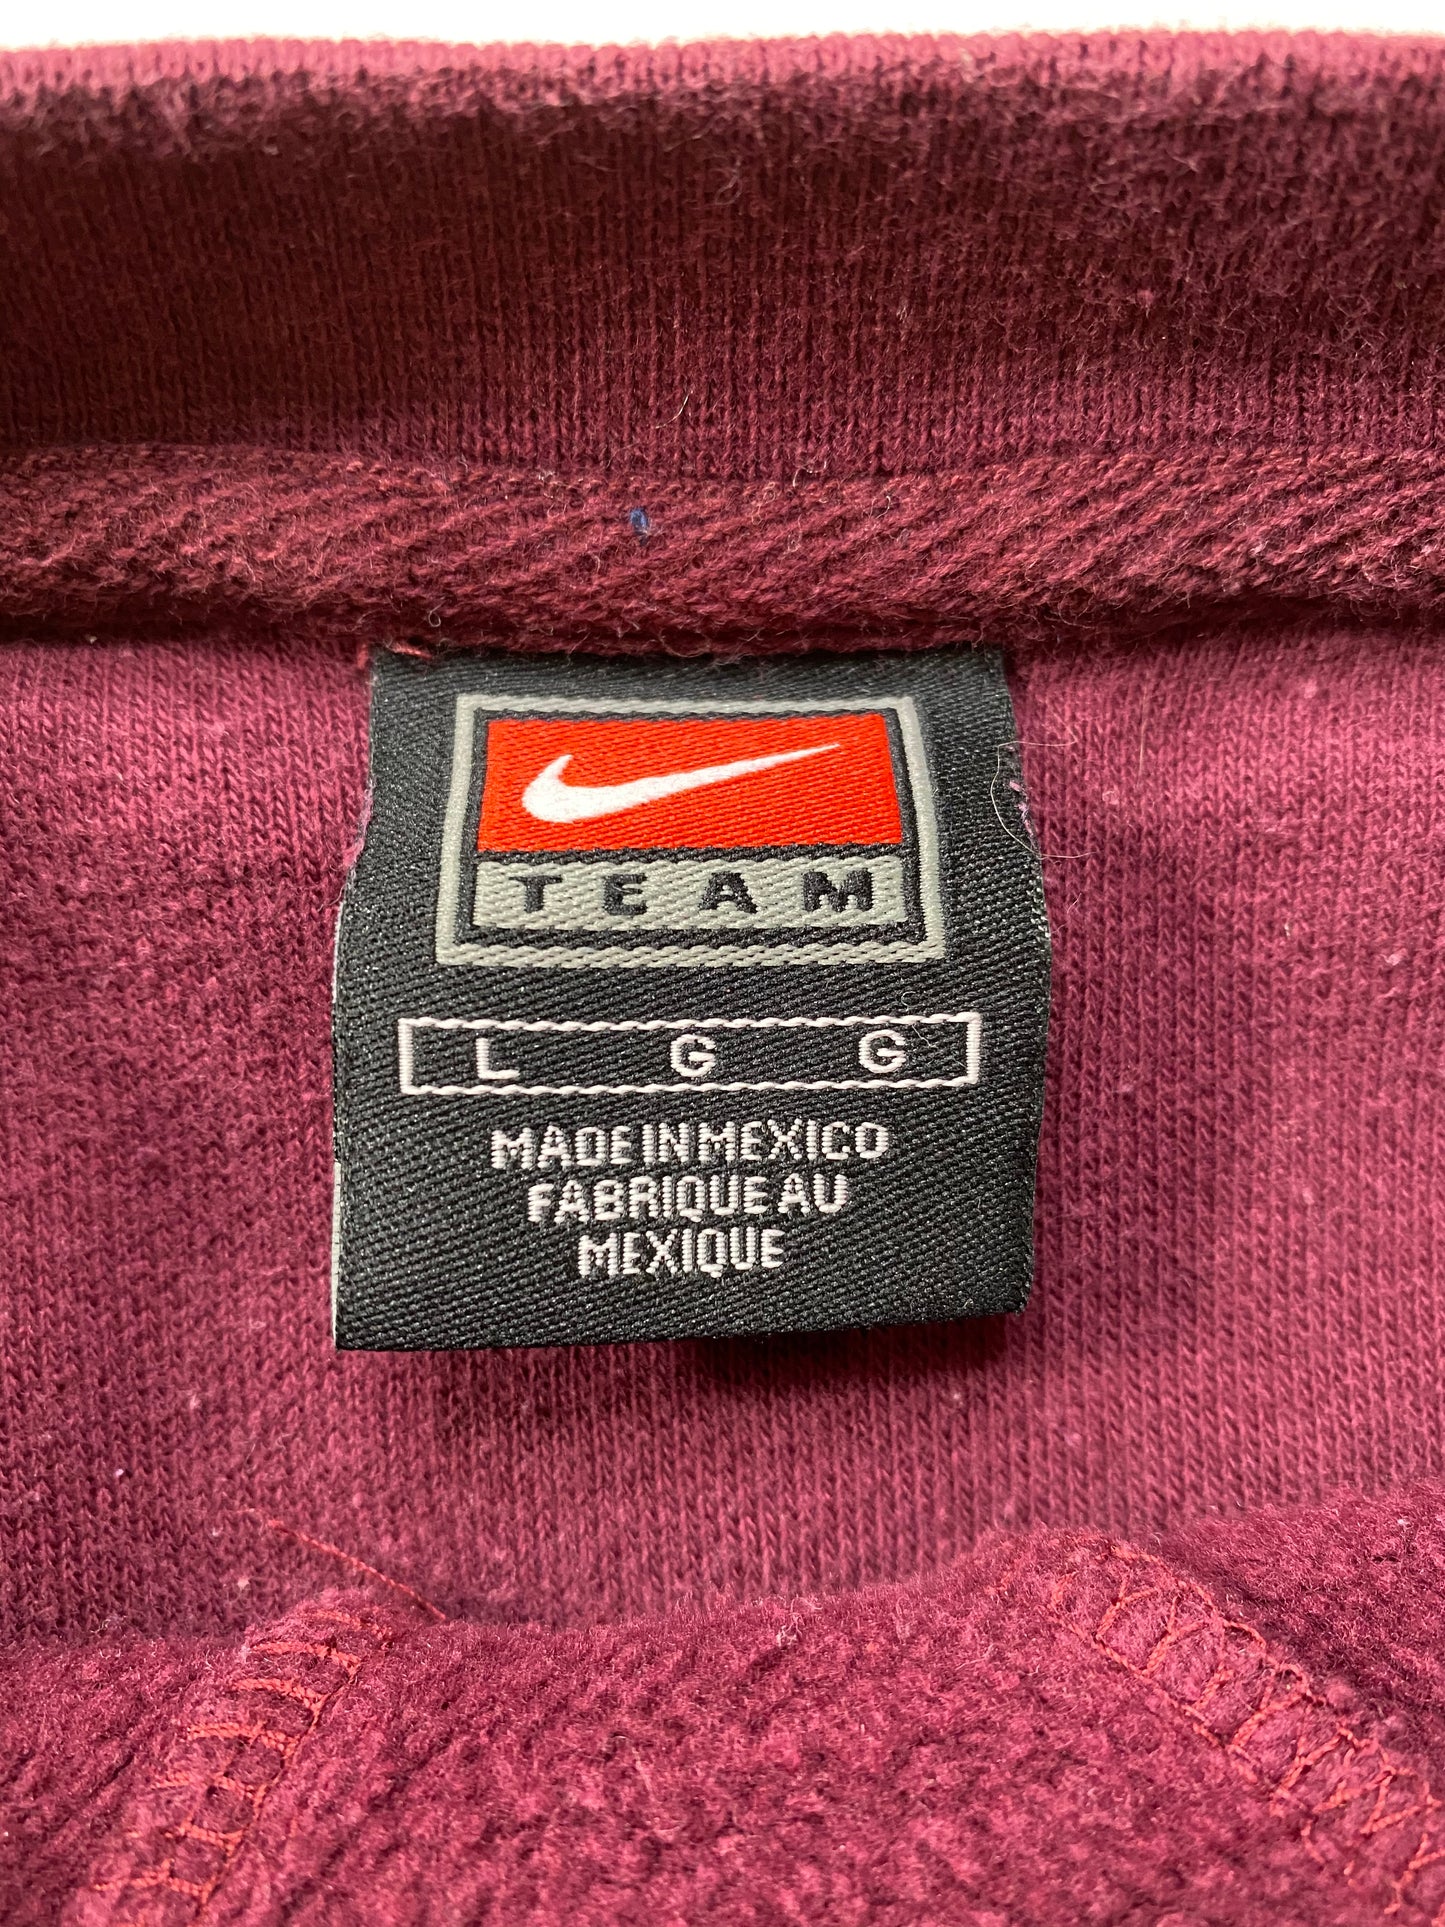 TEAM
L G G
MADE IN MEXICO
FABRIQUE AU
MEXIQUE